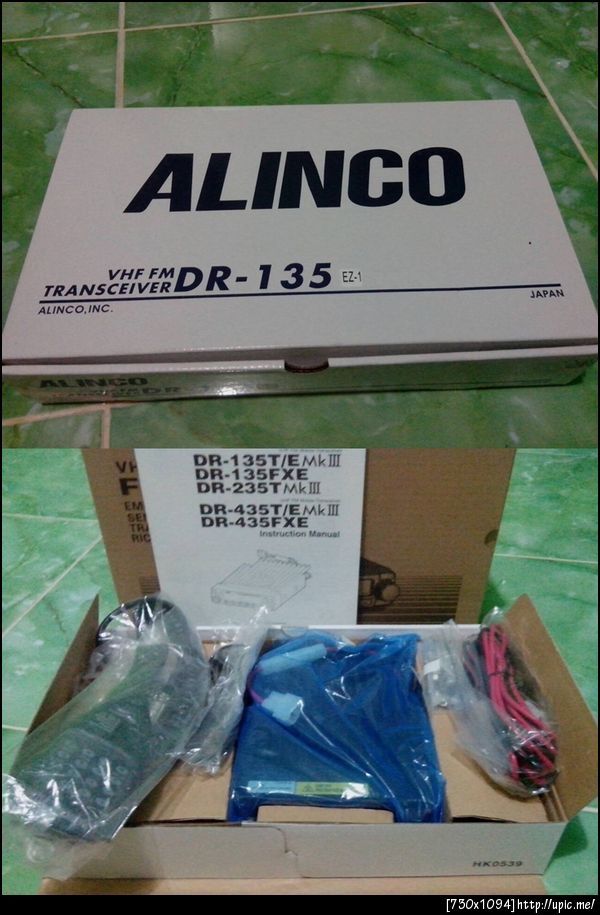 ALINCO
VHF FM
TRANSCEIVER DR-135 EZ-1
ALINCO,INC.
JAPAN
ALINCO
DR-135T/E MkIII
DR-135FXE
DR-235T MkIII
DR-435T/E MkIII
DR-435FXE
Instruction Manual
HK0539
[730x1094]http://upic.me/